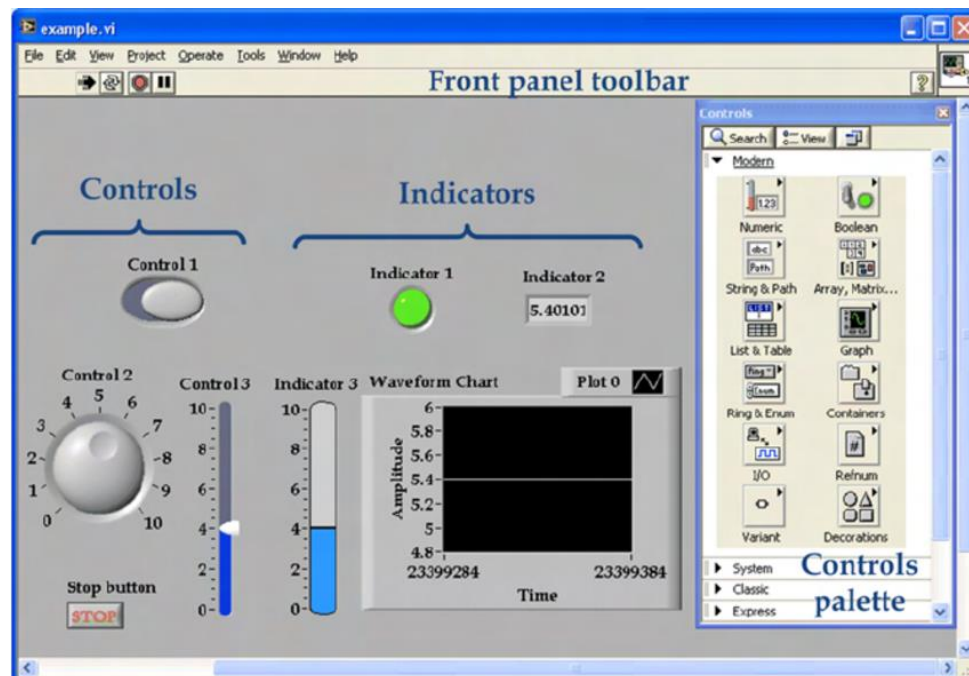 example.vi
File Edit View Project Operate Tools Window Help
Front panel toolbar
?
Controls
Search View
Modern
Numeric Boolean
String & Path Array, Matrix...
List & Table Graph
Ring & Enum Containers
I/O Refnum
Variant Decorations
System
Classic
Express
Controls
palette
Controls Indicators
Control 1
Indicator 1 Indicator 2
5.40101
Control 2
0 1 2 3 4 5 6 7 8 9 10
Control 3
10
8
6
4
2
0
Indicator 3
10
8
6
4
2
0
Waveform Chart Plot 0
Amplitude
6
5.8
5.6
5.4
5.2
5
4.8
23399284 23399384
Time
Stop button
STOP